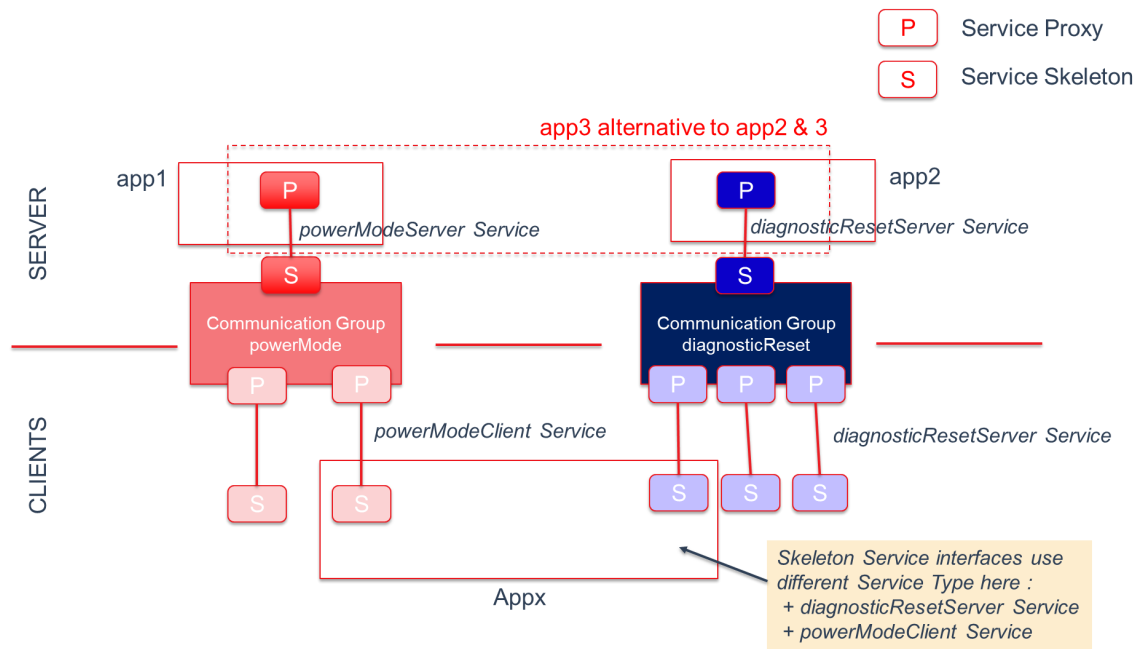 P Service Proxy
S Service Skeleton
app3 alternative to app2 & 3
app1
P
P
app2
powerModeServer Service
diagnosticResetServer Service
SERVER
S
S
Communication Group
powerMode
Communication Group
diagnosticReset
P
P
P
P
P
CLIENTS
powerModeClient Service
diagnosticResetServer Service
S
S
S
S
S
Appx
Skeleton Service interfaces use
different Service Type here :
+ diagnosticResetServer Service
+ powerModeClient Service